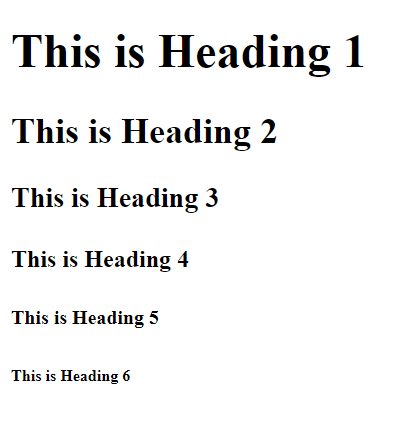 This is Heading 1
This is Heading 2
This is Heading 3
This is Heading 4
This is Heading 5
This is Heading 6